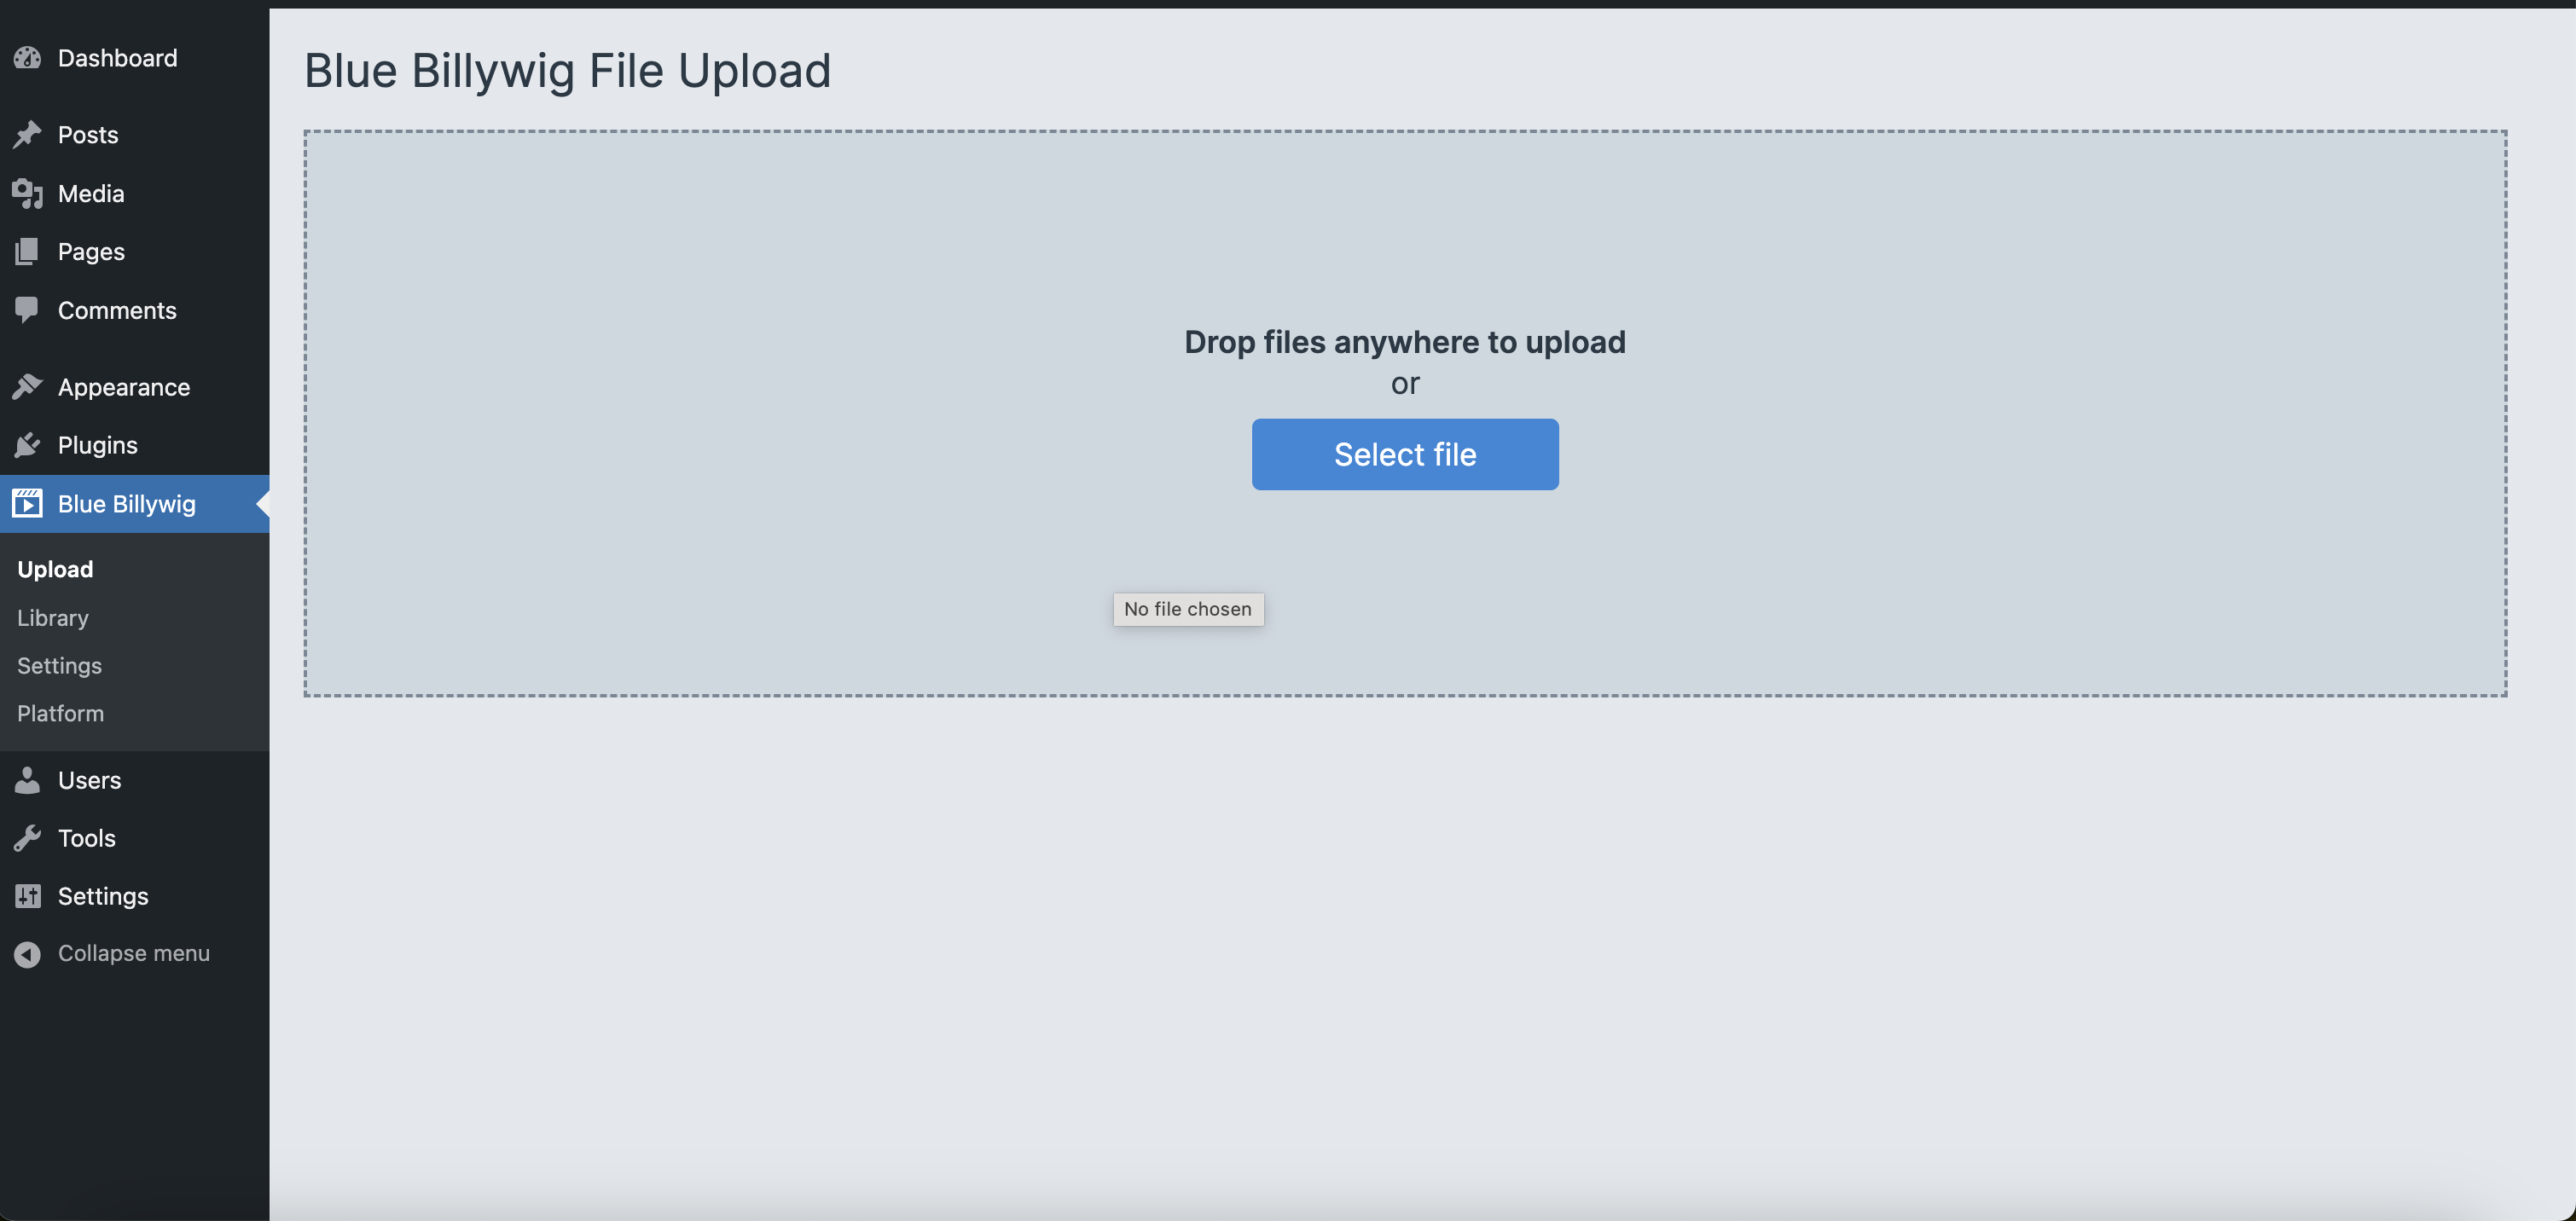 Dashboard
Posts
Media
Pages
Comments
Appearance
Plugins
Blue Billywig
Upload
Library
Settings
Platform
Users
Tools
Settings
Collapse menu
Blue Billywig File Upload
Drop files anywhere to upload
or
Select file
No file chosen